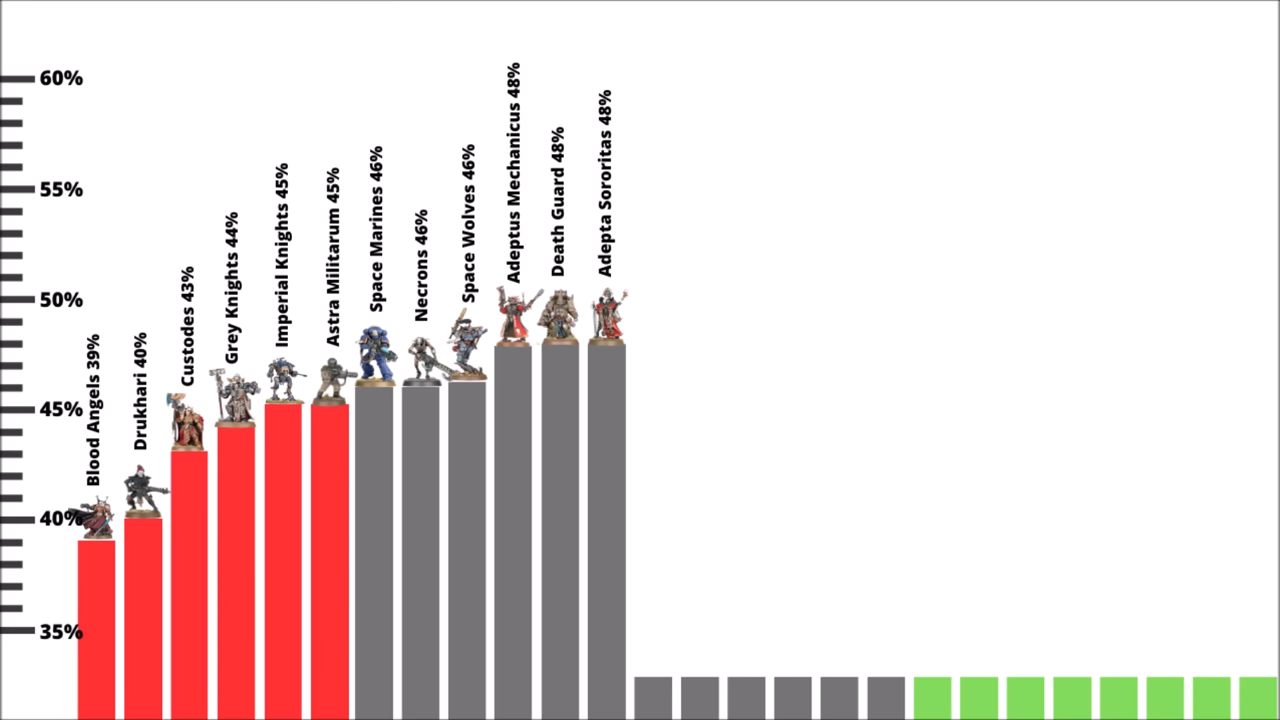 60%
55%
50%
45%
40%
35%
Blood Angels 39%
Drukhari 40%
Custodes 43%
Grey Knights 44%
Imperial Knights 45%
Astra Militarum 45%
Space Marines 46%
Necrons 46%
Space Wolves 46%
Adeptus Mechanicus 48%
Death Guard 48%
Adepta Sororitas 48%